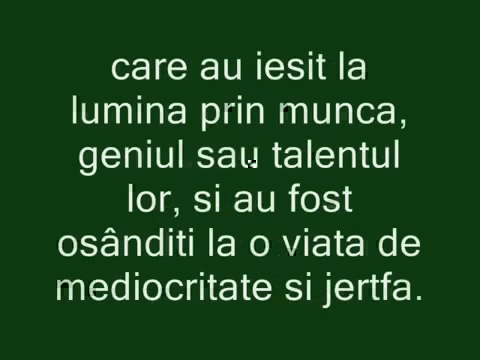 care au iesit la
lumina prin munca,
geniul sau talentul
lor, si au fost
osânditi la o viata de
mediocritate si jertfa.